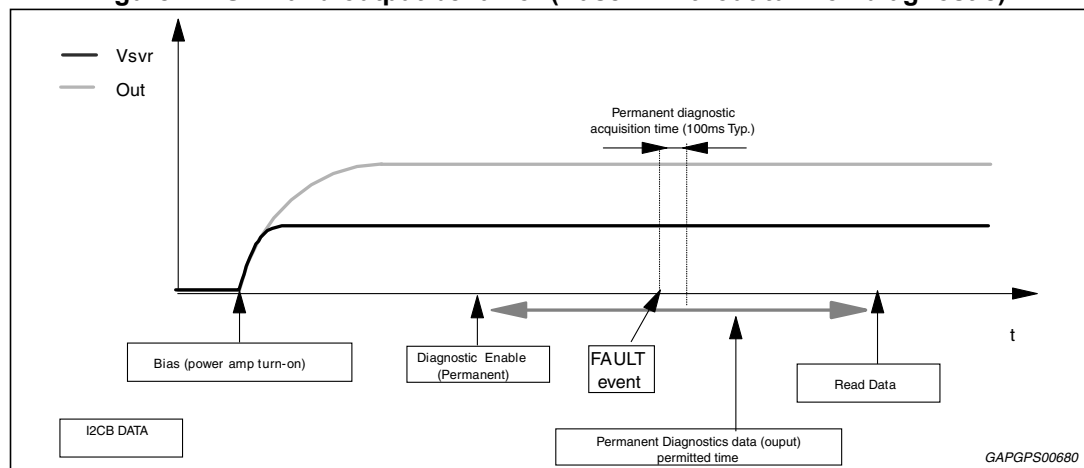 Vsvr
Out
Permanent diagnostic
acquisition time (100ms Typ.)
t
Bias (power amp turn-on)
Diagnostic Enable
(Permanent)
FAULT
event
Read Data
I2CB DATA
Permanent Diagnostics data (ouput)
permitted time
GAPGPS00680